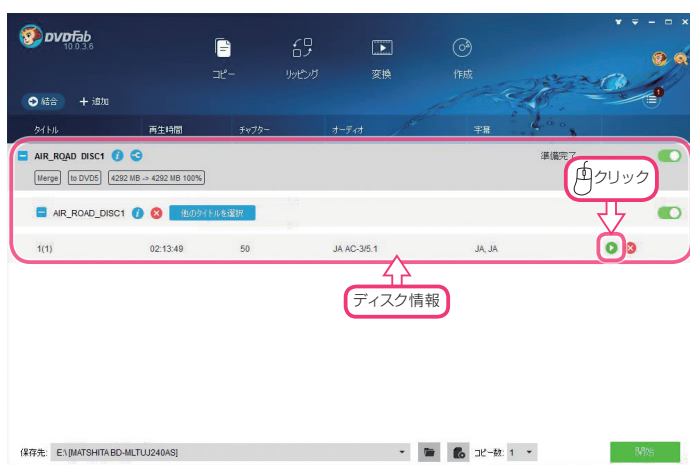 DVDfab
10.0.3.6
コピー リッピング 変換 作成
結合 + 追加 1
タイトル 再生時間 チャプター オーディオ 字幕
AIR_ROAD DISC1 準備完了
Merge to DVD5 4292 MB -> 4292 MB 100%
クリック
AIR_ROAD_DISC1 他のタイトルを選択
1(1) 02:13:49 50 JA AC-3/5.1 JA, JA
ディスク情報
保存先: E:\[MATSHITA BD-MLTUJ240AS] コピー数: 1 開始